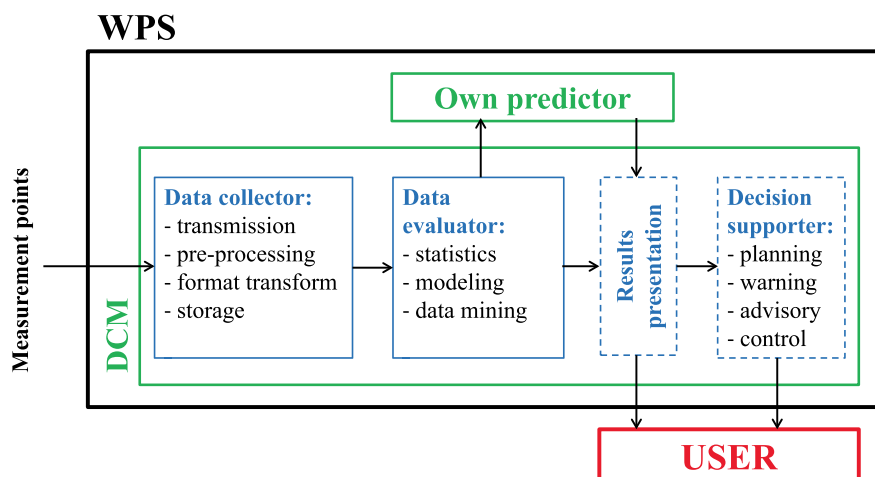 WPS
Own predictor
Measurement points
DCM
Data collector:
- transmission
- pre-processing
- format transform
- storage
Data
evaluator:
- statistics
- modeling
- data mining
Results
presentation
Decision
supporter:
- planning
- warning
- advisory
- control
USER